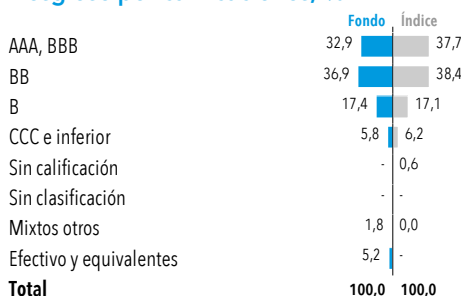 Fondo Índice
AAA, BBB 32,9 37,7
BB 36,9 38,4
B 17,4 17,1
CCC e inferior 5,8 6,2
Sin calificación - 0,6
Sin clasificación - -
Mixtos otros 1,8 0,0
Efectivo y equivalentes 5,2 -
Total 100,0 100,0